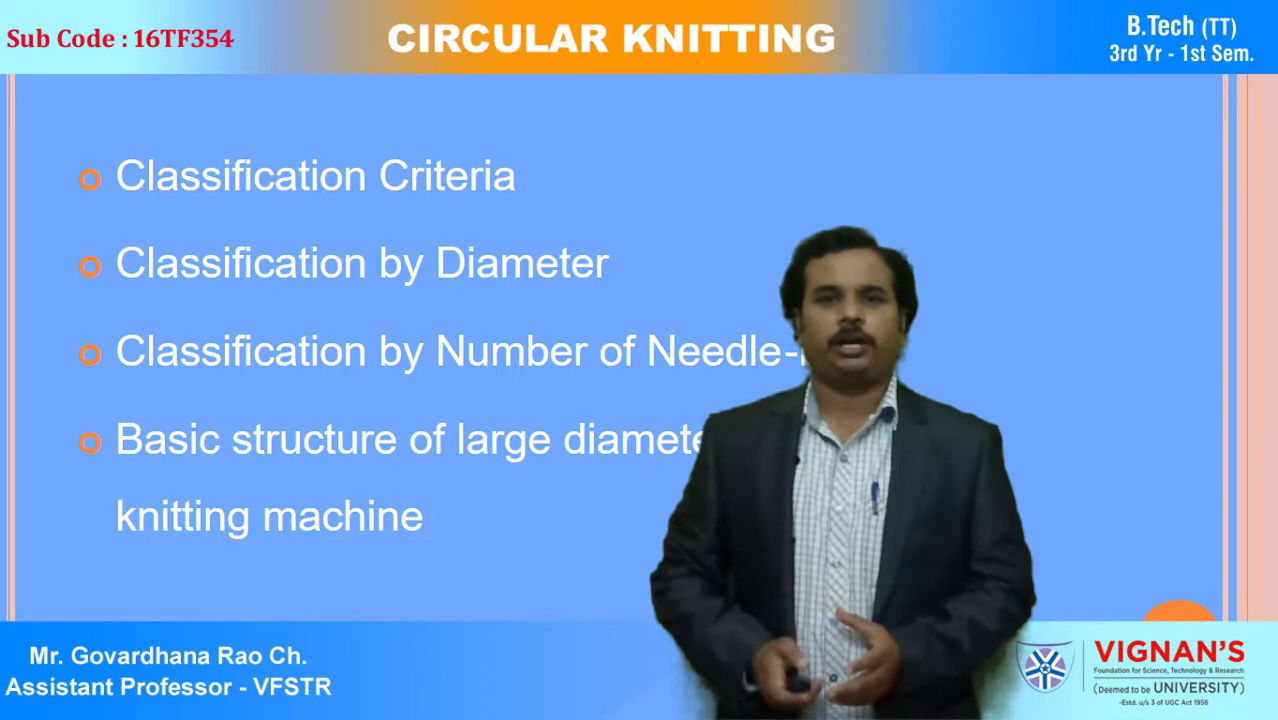 Sub Code : 16TF354
CIRCULAR KNITTING
B.Tech (TT)
3rd Yr - 1st Sem.
Classification Criteria
Classification by Diameter
Classification by Number of Needle-
Basic structure of large
knitting machine
Mr. Govardhana Rao Ch.
Assistant Professor - VFSTR
VIGNAN'S
Foundation for Science, Technology & Research
(Deemed to be UNIVERSITY)
-Estd. u/s 3 of UGC Act 1956